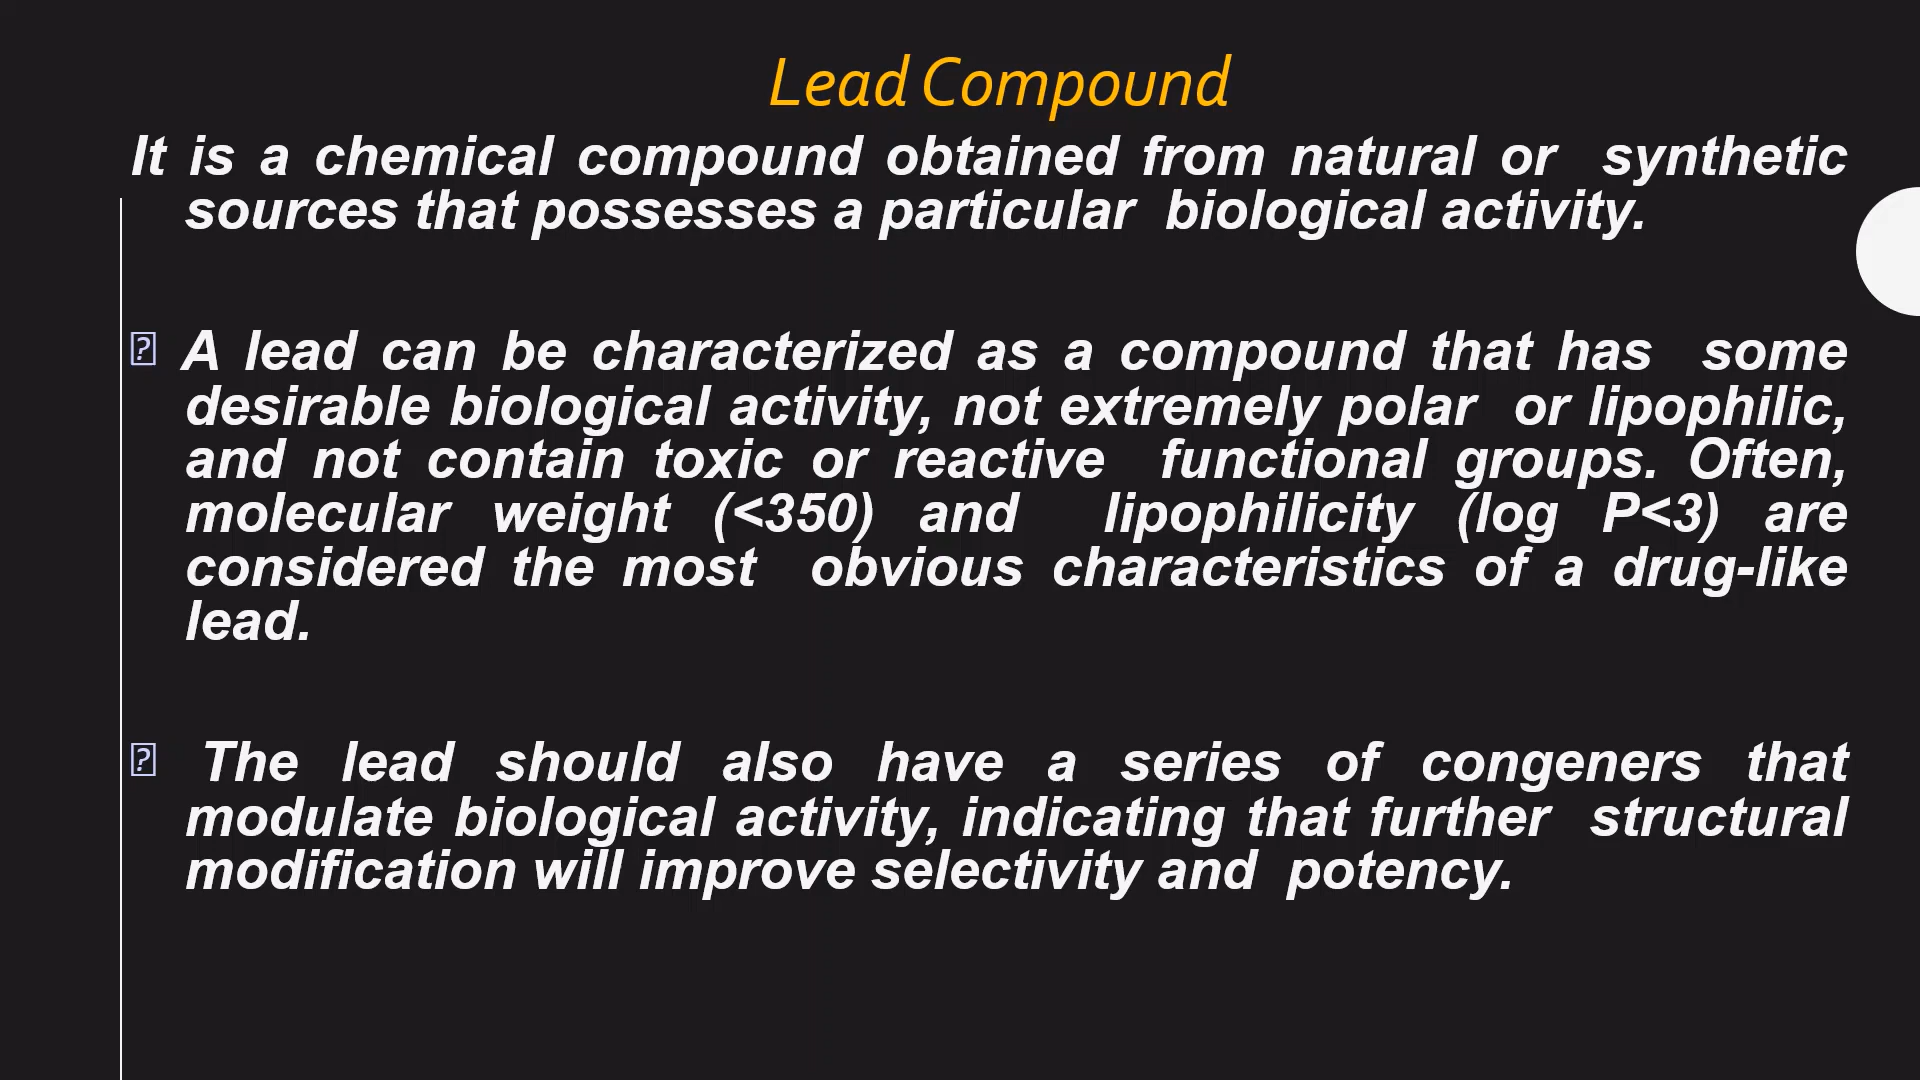 Lead Compound
It is a chemical compound obtained from natural or synthetic
sources that possesses a particular biological activity.
A lead can be characterized as a compound that has some
desirable biological activity, not extremely polar or lipophilic,
and not contain toxic or reactive functional groups. Often,
molecular weight (<350) and lipophilicity (log P<3) are
considered the most obvious characteristics of a drug-like
lead.
The lead should also have a series of congeners that
modulate biological activity, indicating that further structural
modification will improve selectivity and potency.